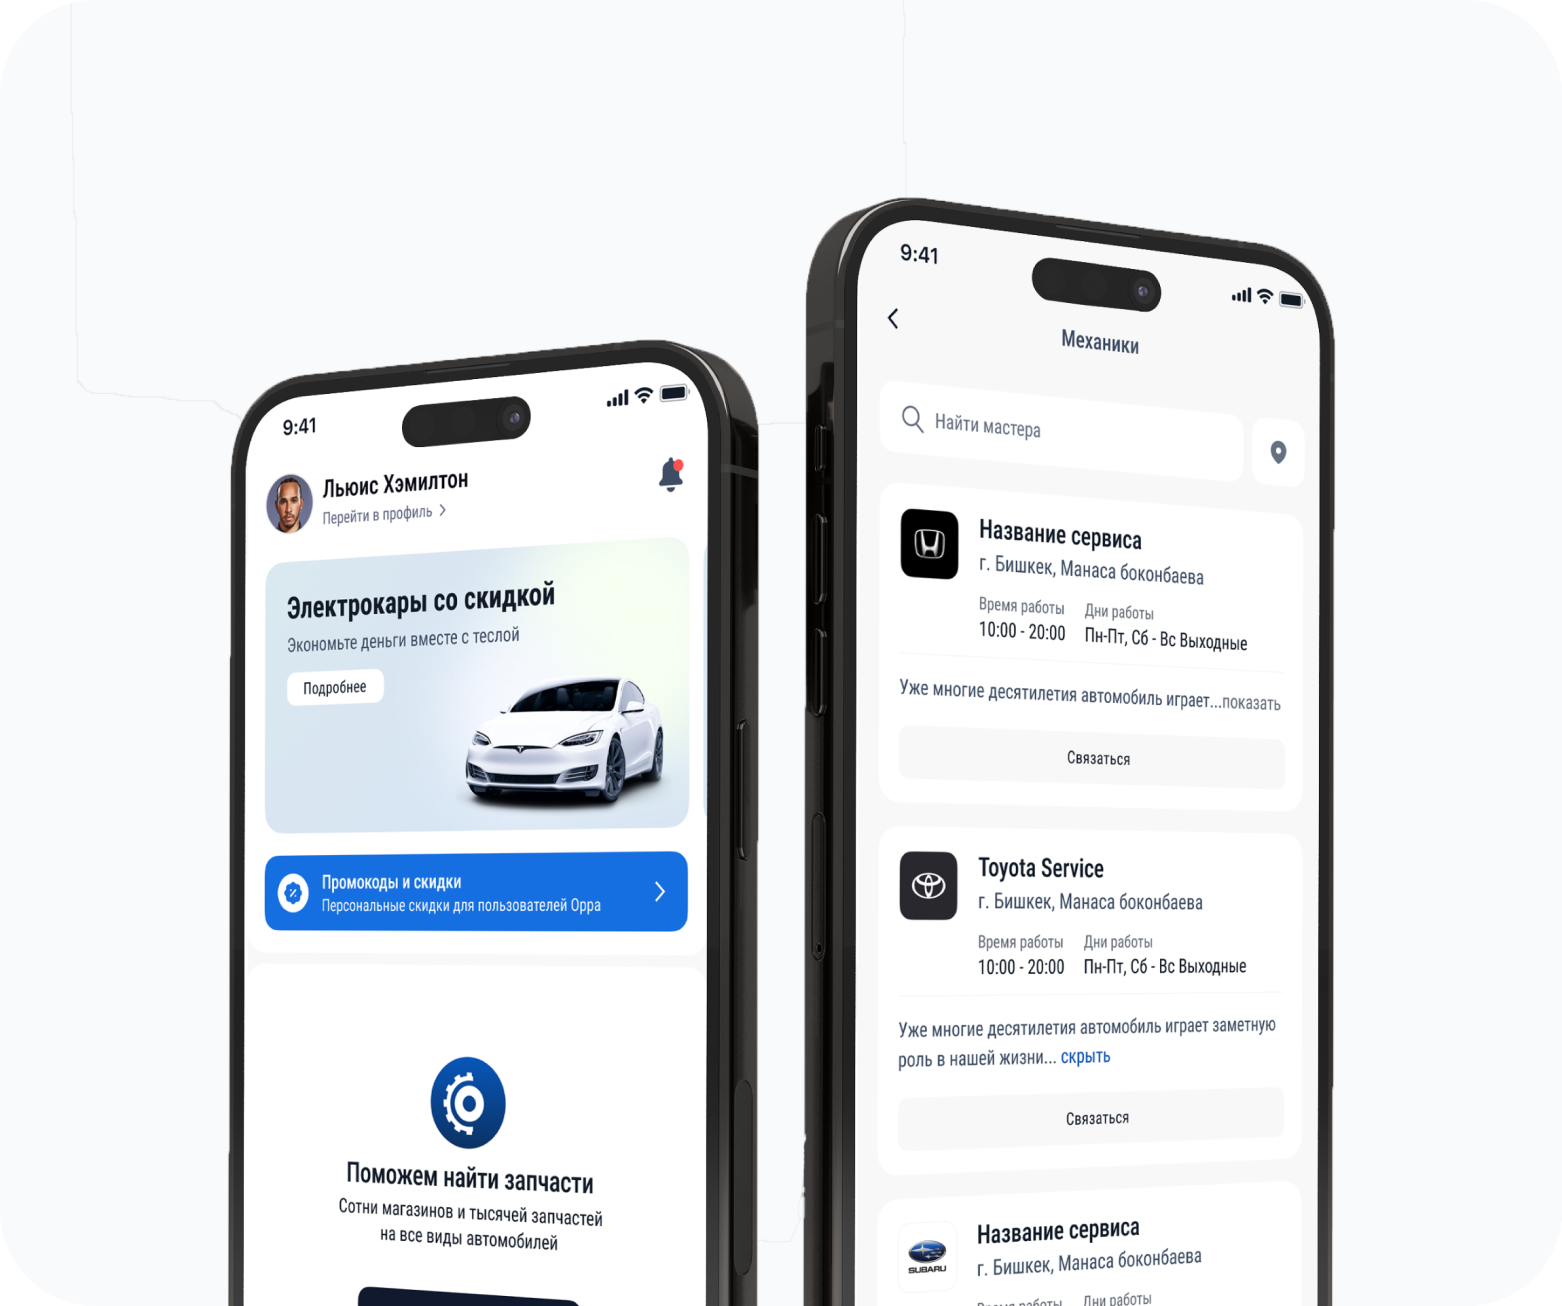 9:41
Льюис Хэмилтон
Перейти в профиль
Электрокары со скидкой
Экономьте деньги вместе с теслой
Подробнее
Промокоды и скидки
Персональные скидки для пользователей Oppa
Поможем найти запчасти
Сотни магазинов и тысячей запчастей
на все виды автомобилей
9:41
Механики
Найти мастера
Название сервиса
г. Бишкек, Манаса боконбаева
Время работы Дни работы
10:00 - 20:00 Пн-Пт, Сб - Вс Выходные
Уже многие десятилетия автомобиль играет...показать
Связаться
Toyota Service
г. Бишкек, Манаса боконбаева
Время работы Дни работы
10:00 - 20:00 Пн-Пт, Сб - Вс Выходные
Уже многие десятилетия автомобиль играет заметную
роль в нашей жизни... скрыть
Связаться
Название сервиса
SUBARU
г. Бишкек, Манаса боконбаева
Время работы Дни работы